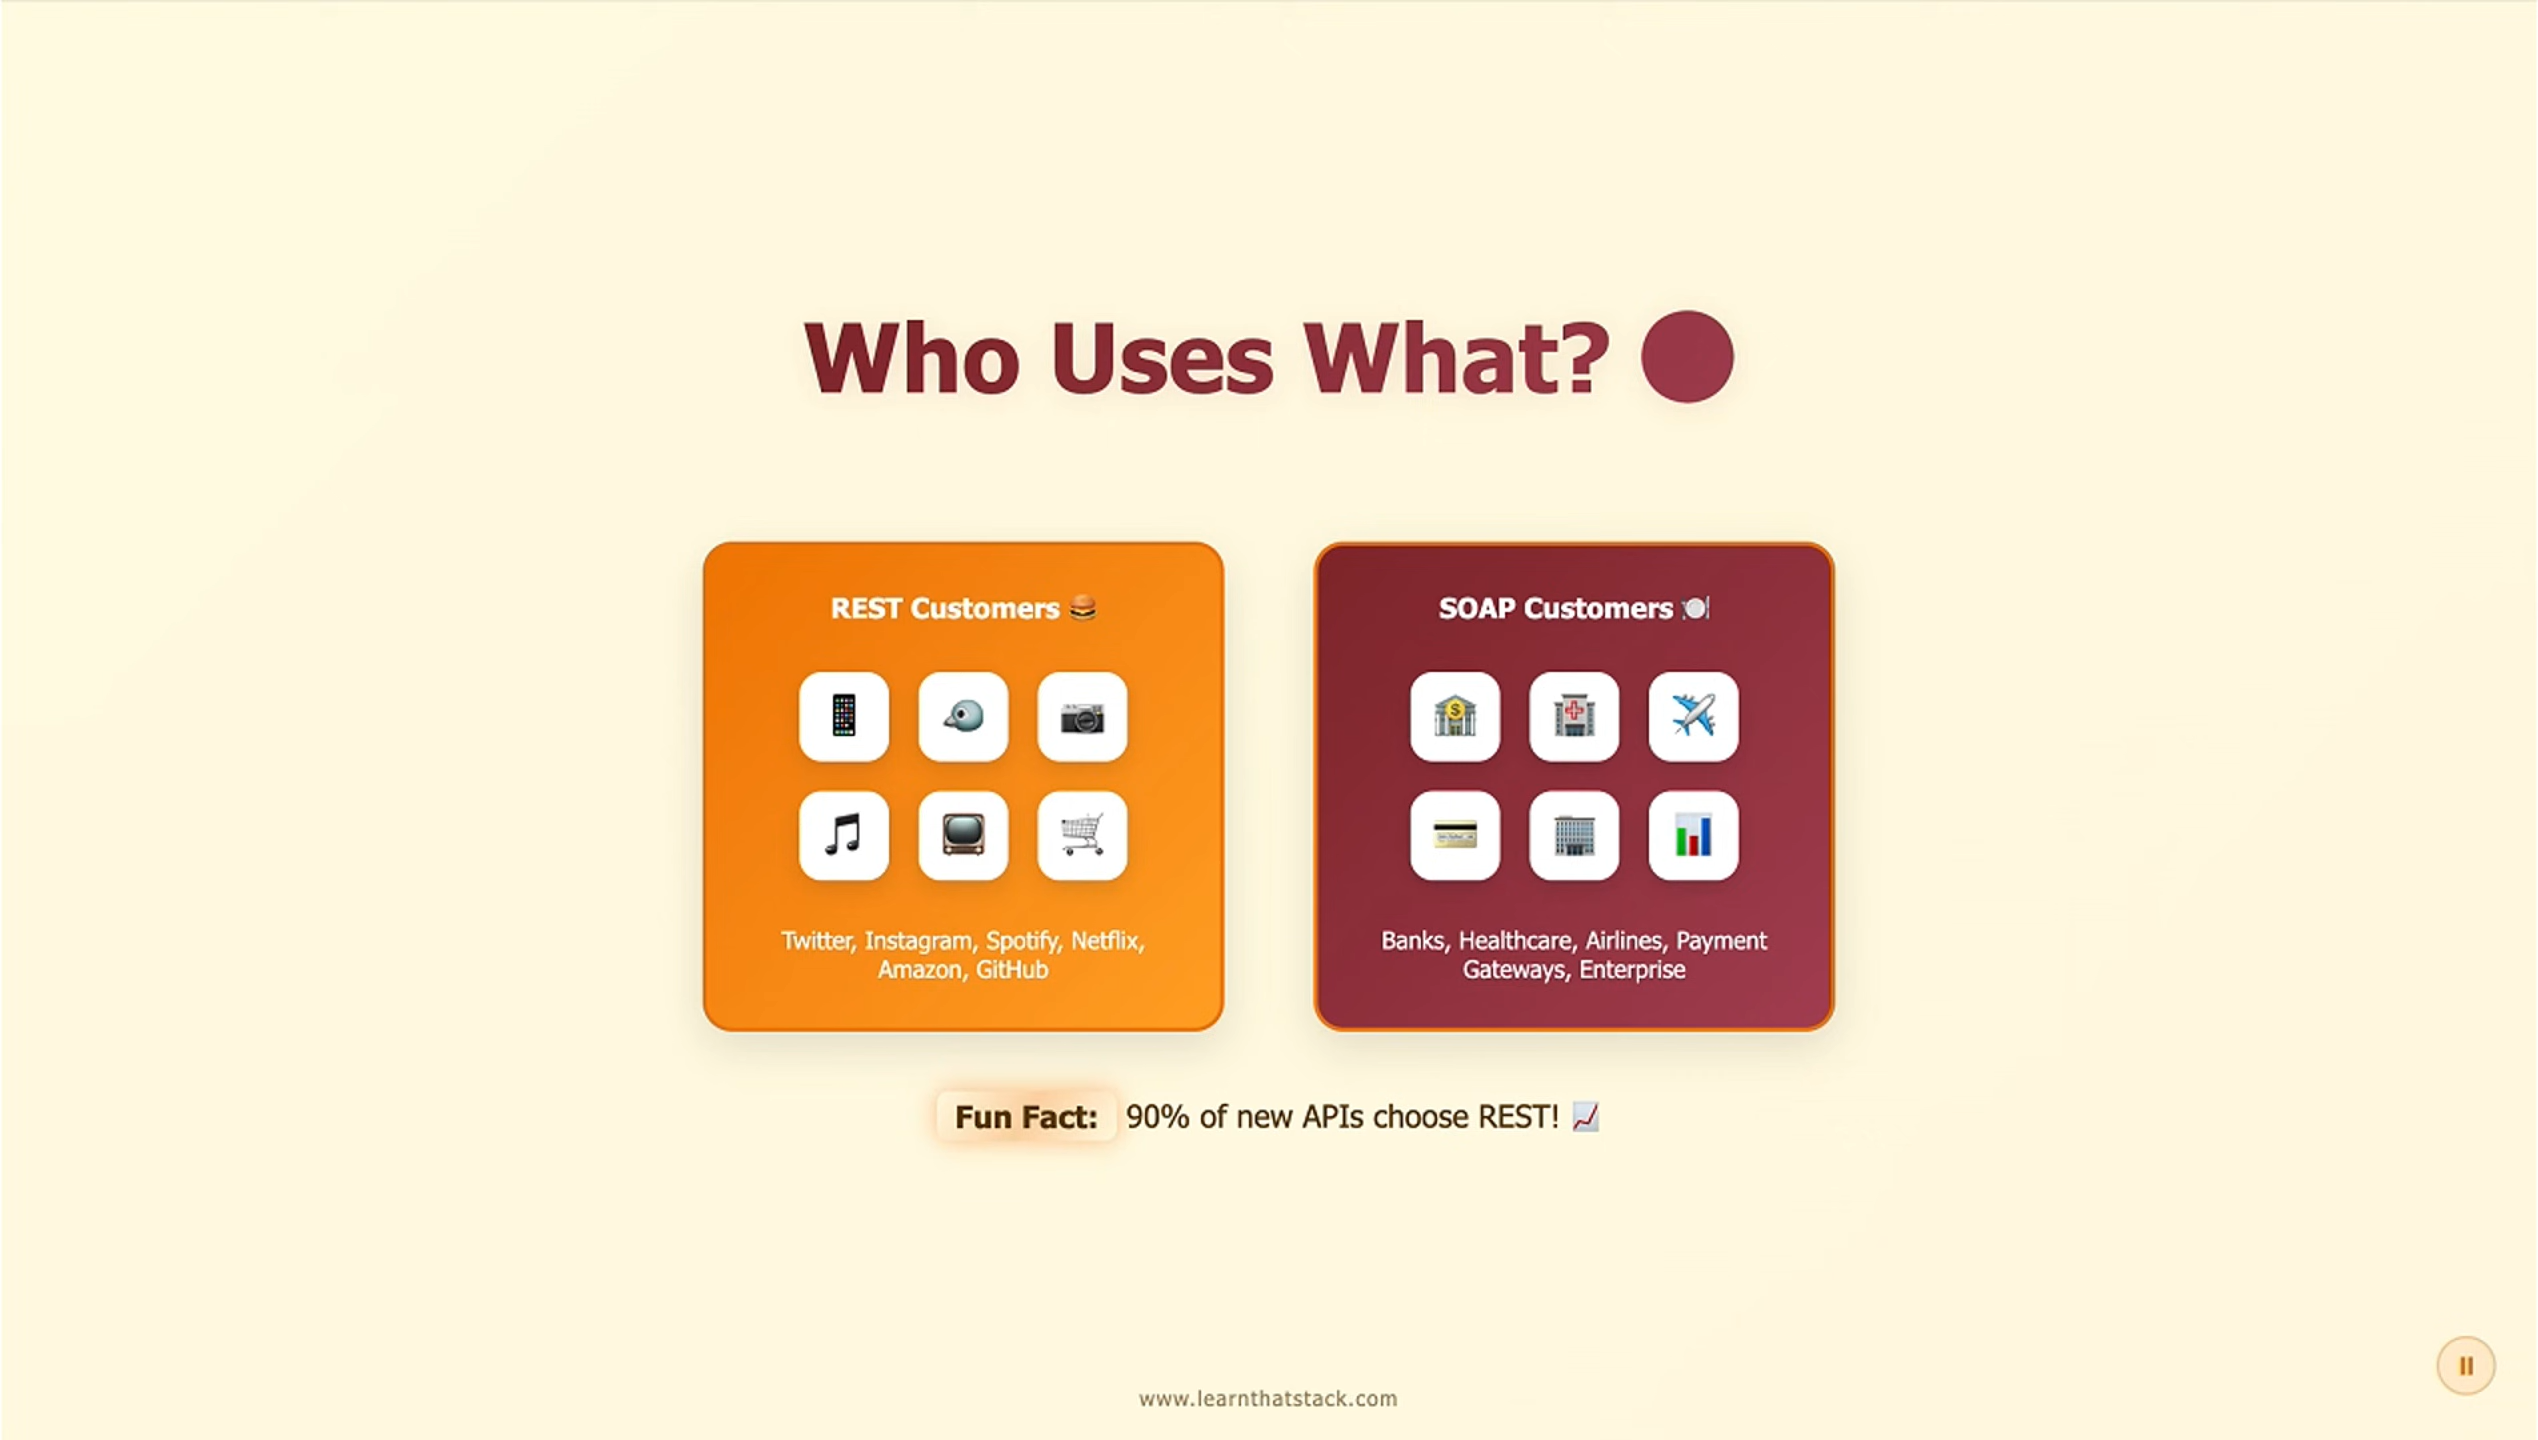 Who Uses What?
REST Customers 🍔
SOAP Customers 🍽️
Twitter, Instagram, Spotify, Netflix,
Amazon, GitHub
Banks, Healthcare, Airlines, Payment
Gateways, Enterprise
Fun Fact: 90% of new APIs choose REST! 📈
www.learnthatstack.com